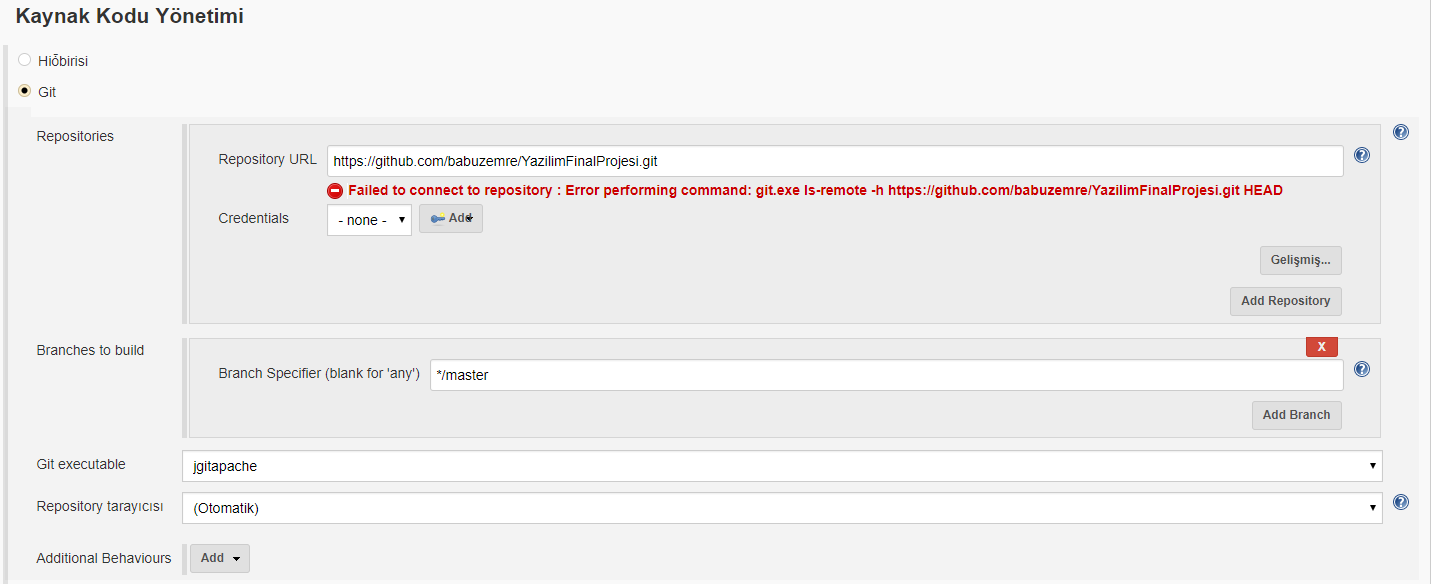 Kaynak Kodu Yönetimi
Hiõbirisi
Git
Repositories
Repository URL https://github.com/babuzemre/YazilimFinalProjesi.git
Failed to connect to repository : Error performing command: git.exe ls-remote -h https://github.com/babuzemre/YazilimFinalProjesi.git HEAD
Credentials - none - Add
Gelişmiş...
Add Repository
Branches to build
X
Branch Specifier (blank for 'any') */master
Add Branch
Git executable jgitapache
Repository tarayıcısı (Otomatik)
Additional Behaviours Add